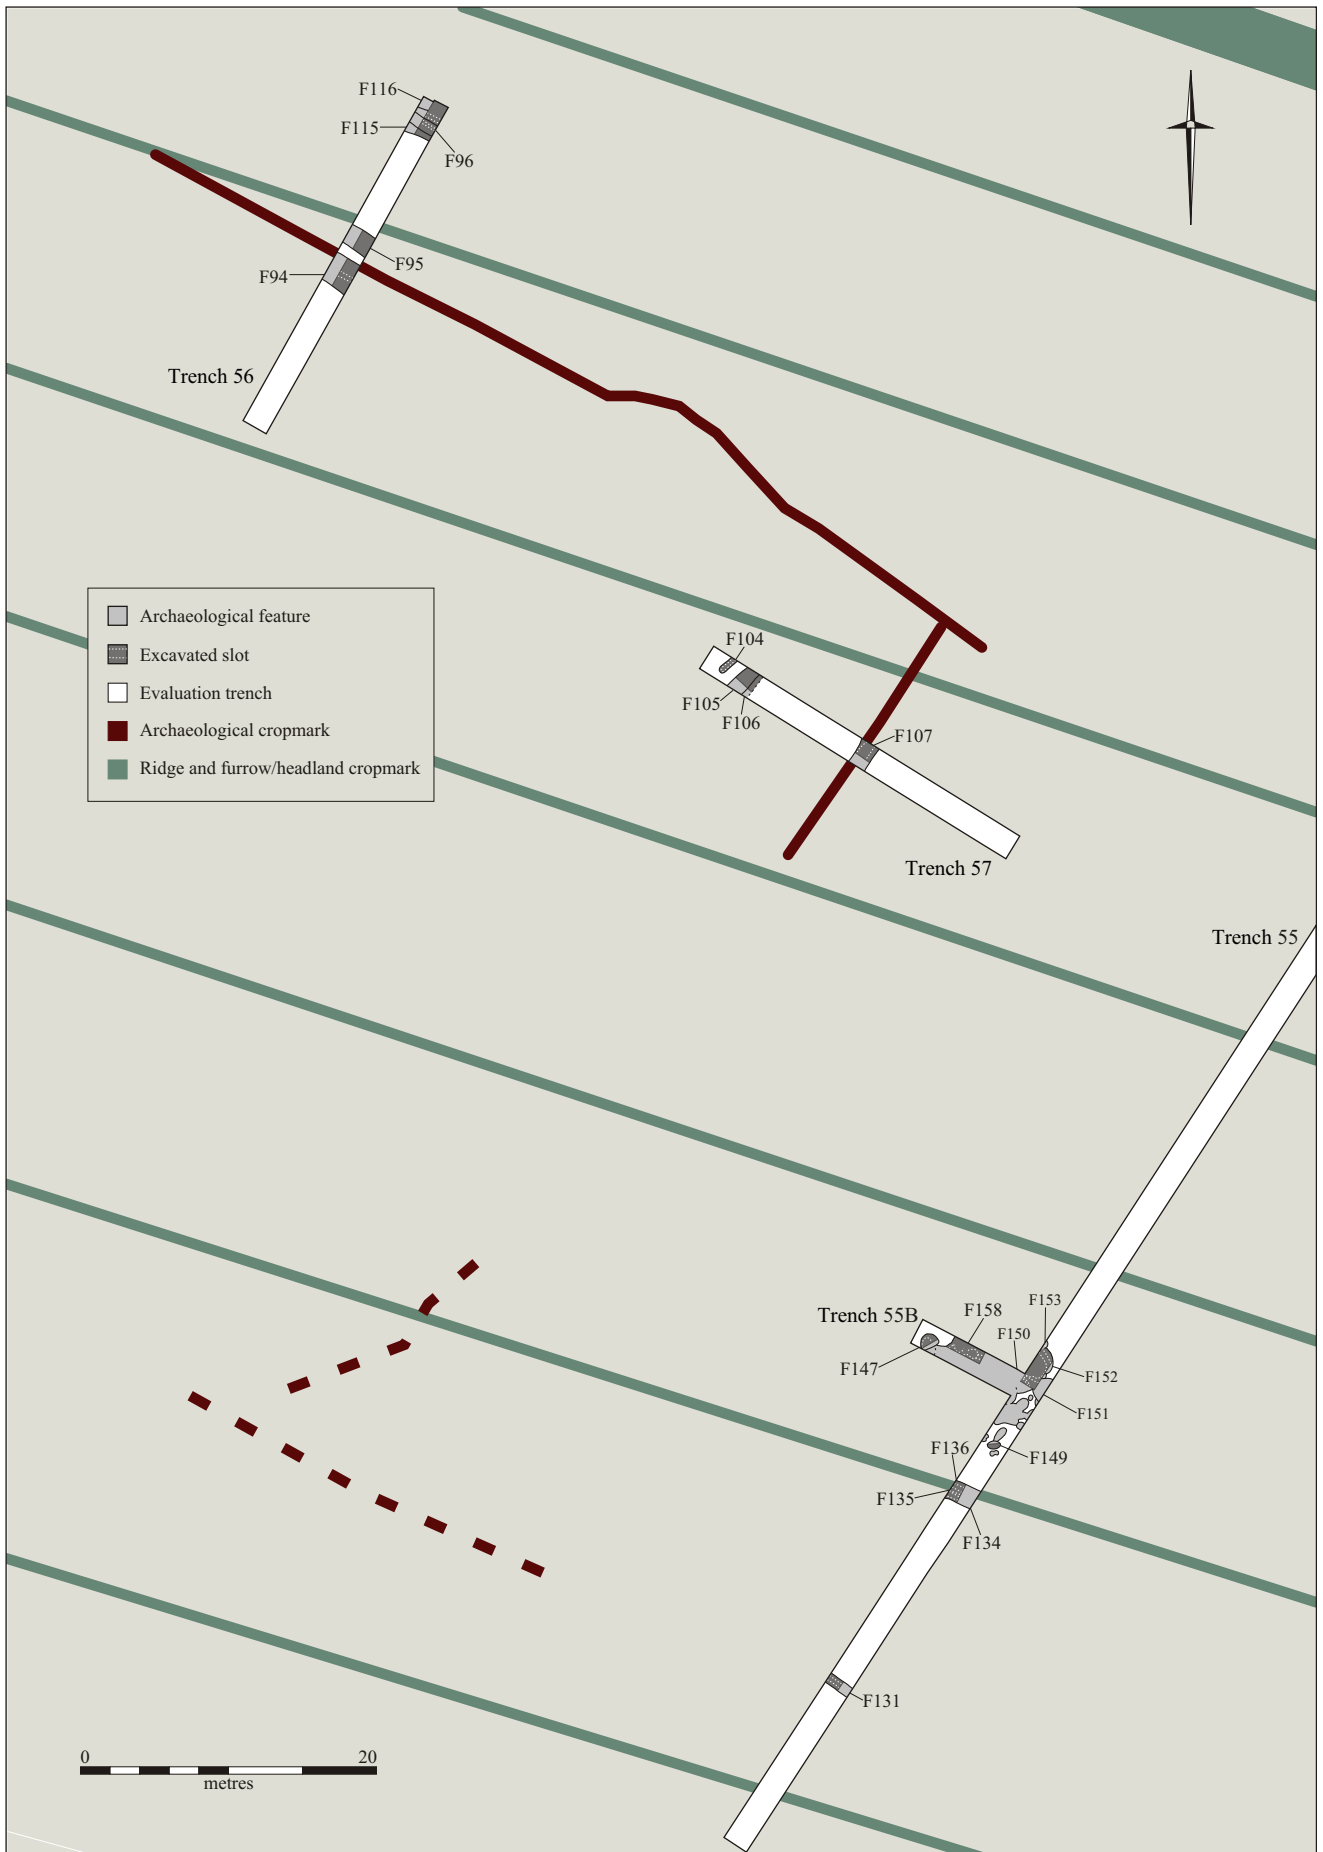 F116
F115
F96
F95
F94
Trench 56
Archaeological feature
Excavated slot
Evaluation trench
Archaeological cropmark
Ridge and furrow/headland cropmark
F104
F105
F106
F107
Trench 57
Trench 55
Trench 55B
F158
F153
F150
F147
F152
F151
F136
F149
F135
F134
F131
0 20
metres